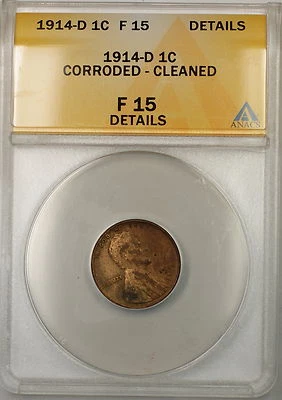 1914-D 1C F 15 DETAILS
1914-D 1C
CORRODED - CLEANED
F 15
DETAILS
ANACS